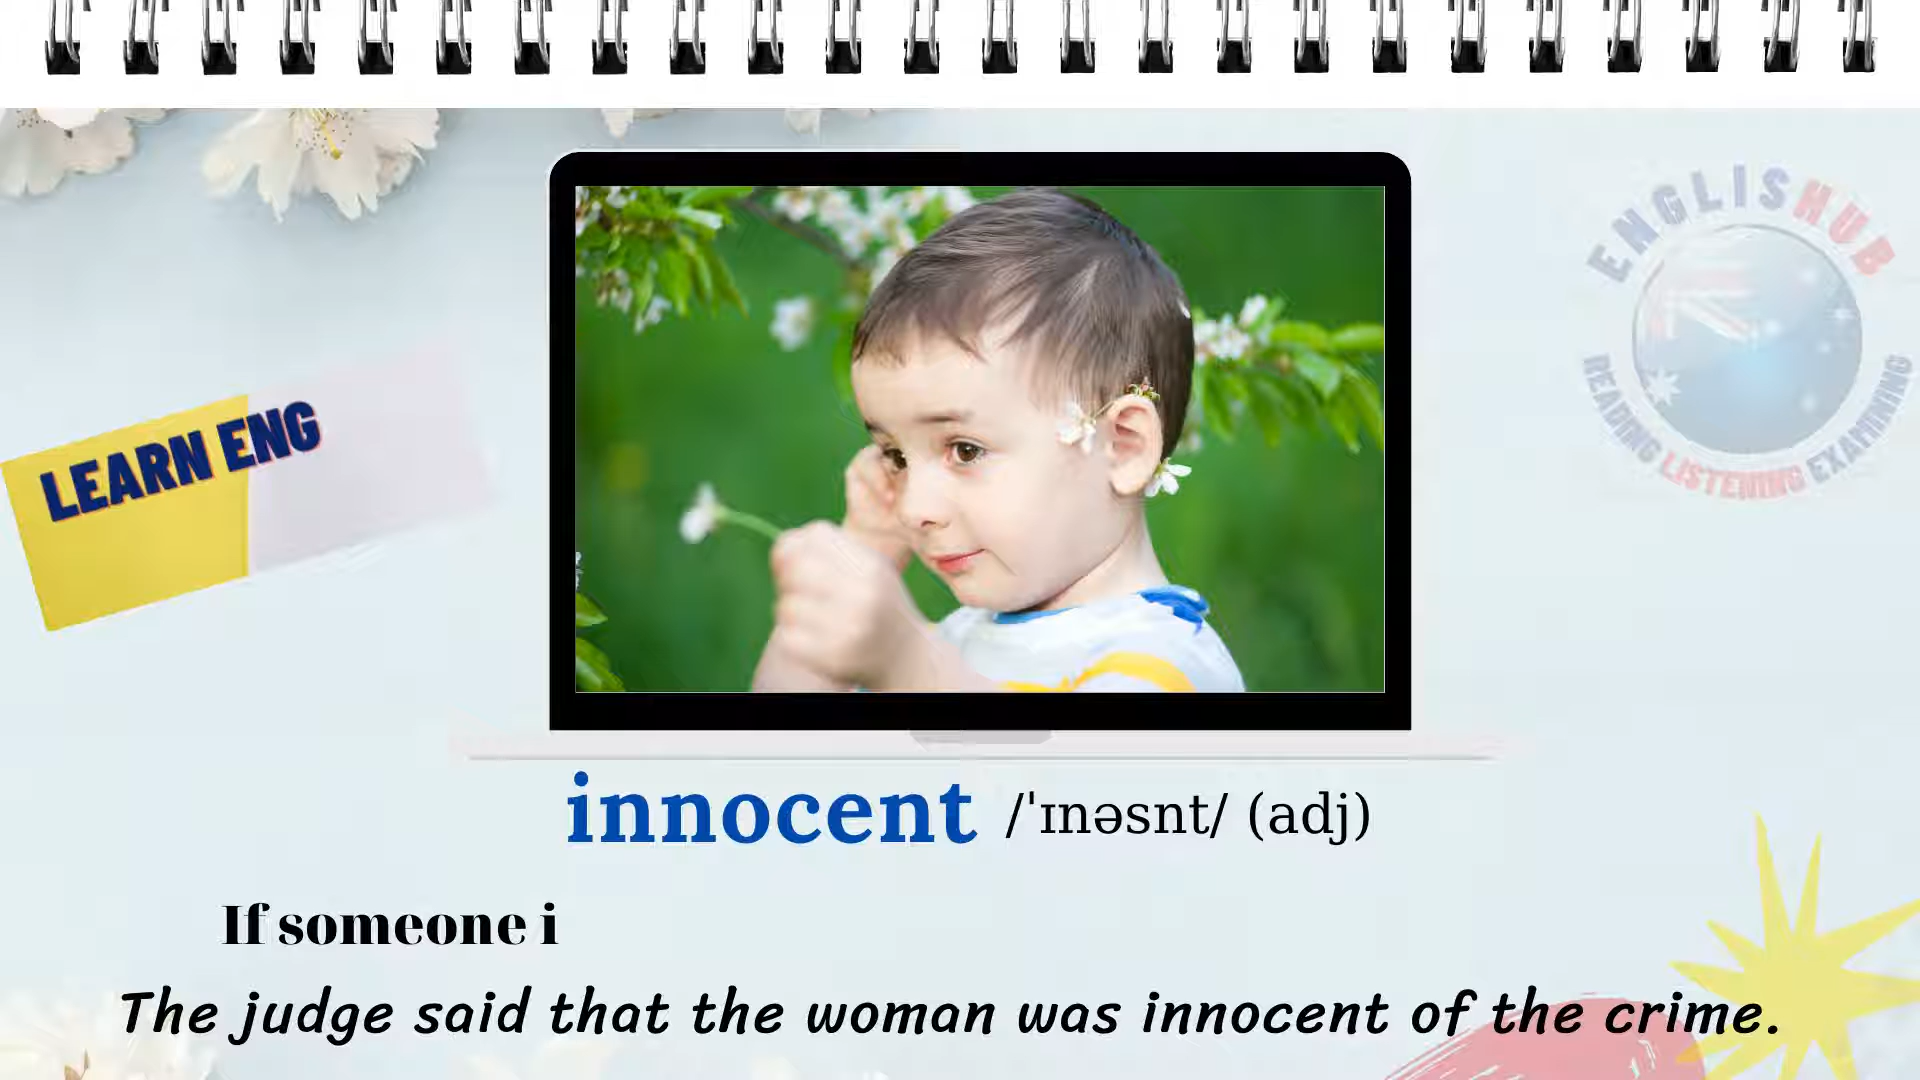 ENGLISHUB
READING LISTENING EXAMINING
LEARN ENG
innocent /ˈɪnəsnt/ (adj)
If someone i
The judge said that the woman was innocent of the crime.